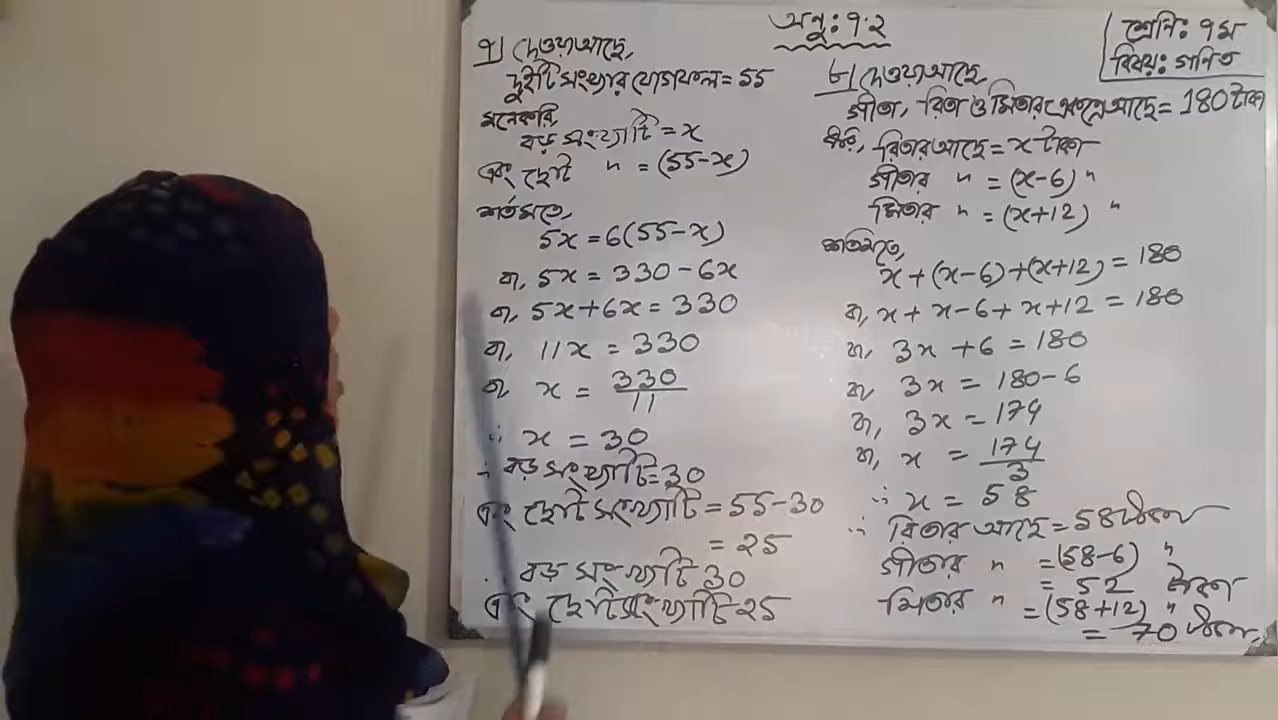 অনু: ৭.২
শ্রেনি: ৭ম
বিষয়: গনিত
৭| দেওয়াআছে,
দুইটি সংখ্যার যোগফল = 55
মনেকরি,
বড় সংখ্যাটি = x
এবং ছোট " = (55-x)
শর্তমতে,
5x = 6(55-x)
বা, 5x = 330 - 6x
বা, 5x+6x = 330
বা, 11x = 330
বা, x = 330/11
∴ x = 30
∴ বড় সংখ্যাটি = 30
এবং ছোট সংখ্যাটি = 55-30
= 25
∴ বড় সংখ্যাটি 30
এবং ছোট সংখ্যাটি 25
৮| দেওয়া আছে
গীতা, রিতা ও মিতার একত্রে আছে = 180 টাকা
ধরি, রিতার আছে = x টাকা
গীতার " = (x-6) "
মিতার " = (x+12) "
শর্তমতে,
x + (x-6) + (x+12) = 180
বা, x + x-6 + x+12 = 180
বা, 3x + 6 = 180
বা, 3x = 180-6
বা, 3x = 174
বা, x = 174/3
∴ x = 58
∴ রিতার আছে = 58 টাকা
গীতার " = (58-6) "
= 52 টাকা
মিতার " = (58+12) "
= 70 টাকা